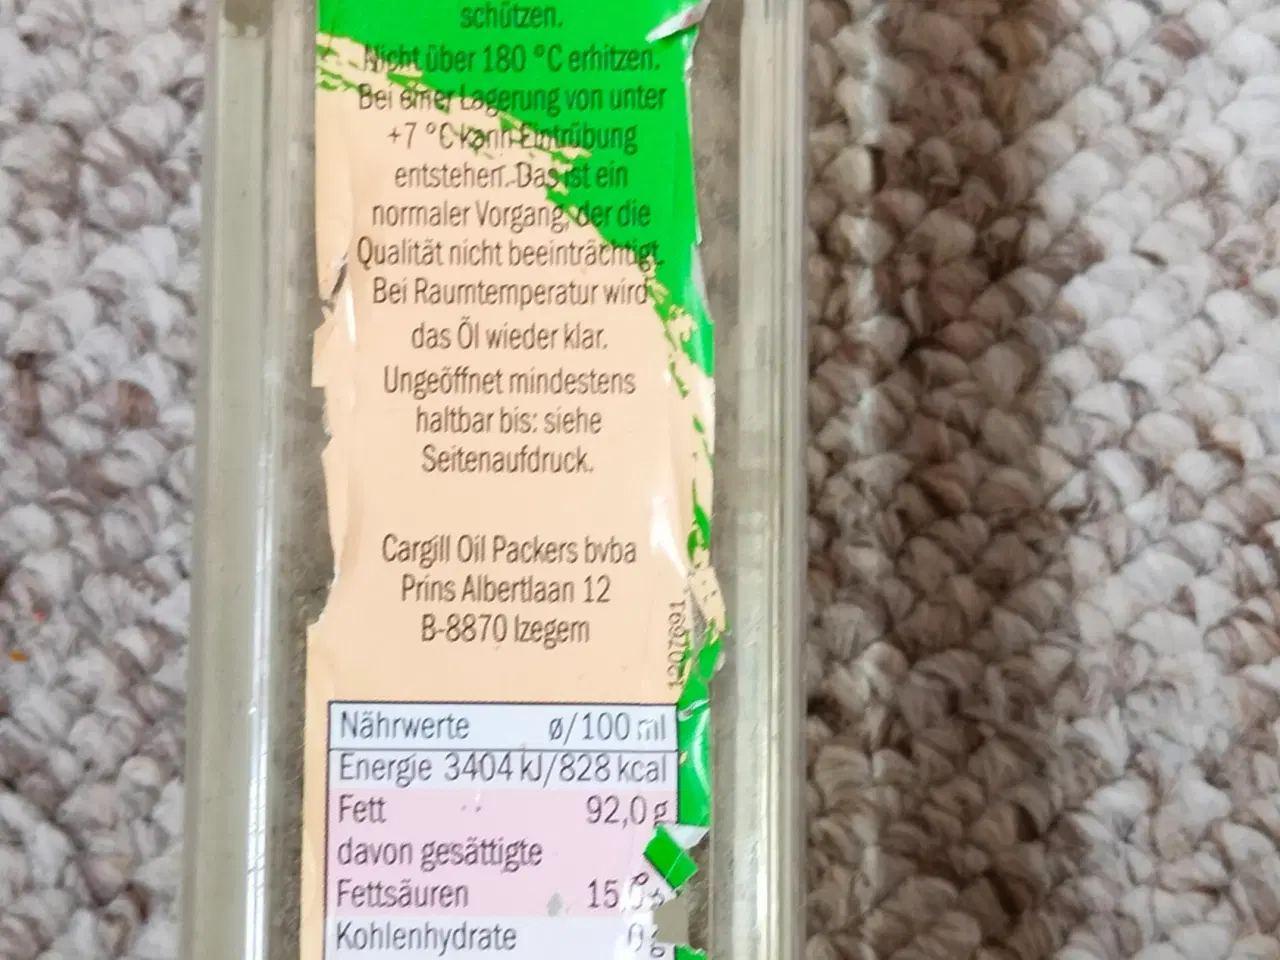 schützen.
Nicht über 180 °C erhitzen.
Bei einer Lagerung von unter
+7 °C kann Eintrübung
entstehen. Das ist ein
normaler Vorgang, der die
Qualität nicht beeinträchtigt.
Bei Raumtemperatur wird
das Öl wieder klar.
Ungeöffnet mindestens
haltbar bis: siehe
Seitenaufdruck.
Cargill Oil Packers bvba
Prins Albertlaan 12
B-8870 Izegem
Nährwerte ø/100 ml
Energie 3404 kJ/828 kcal
Fett 92,0 g
davon gesättigte
Fettsäuren 15,0 g
Kohlenhydrate 0 g